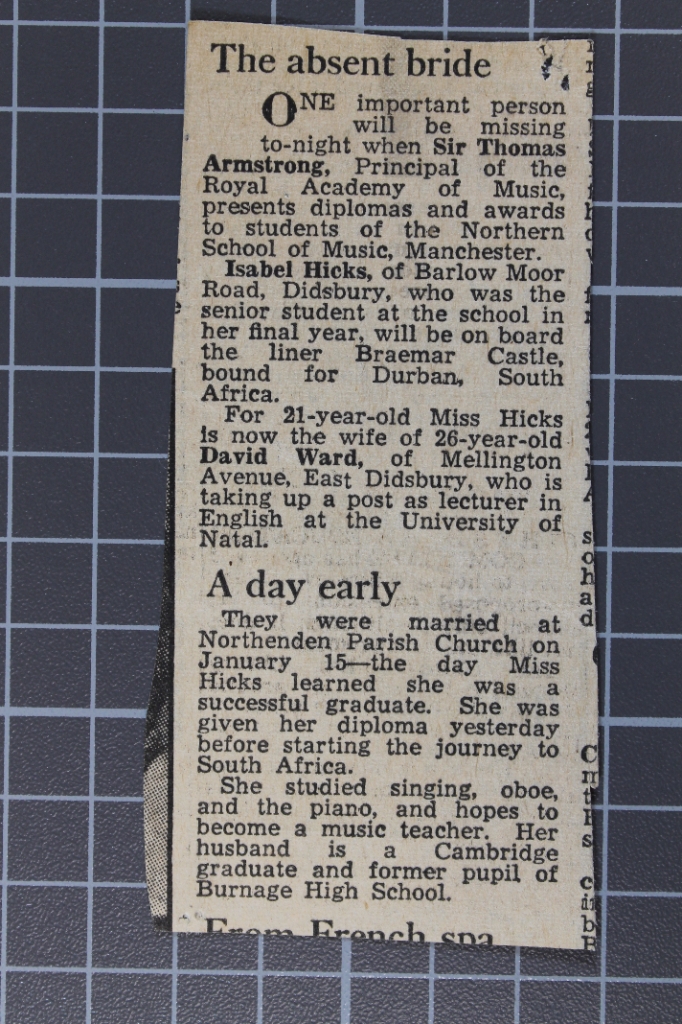 The absent bride
ONE important person
will be missing
to-night when Sir Thomas
Armstrong, Principal of the
Royal Academy of Music,
presents diplomas and awards
to students of the Northern
School of Music, Manchester.
Isabel Hicks, of Barlow Moor
Road, Didsbury, who was the
senior student at the school in
her final year, will be on board
the liner Braemar Castle,
bound for Durban, South
Africa.
For 21-year-old Miss Hicks
is now the wife of 26-year-old
David Ward, of Mellington
Avenue, East Didsbury, who is
taking up a post as lecturer in
English at the University of
Natal.
A day early
They were married at
Northenden Parish Church on
January 15—the day Miss
Hicks learned she was a
successful graduate. She was
given her diploma yesterday
before starting the journey to
South Africa.
She studied singing, oboe,
and the piano, and hopes to
become a music teacher. Her
husband is a Cambridge
graduate and former pupil of
Burnage High School.
From French spa